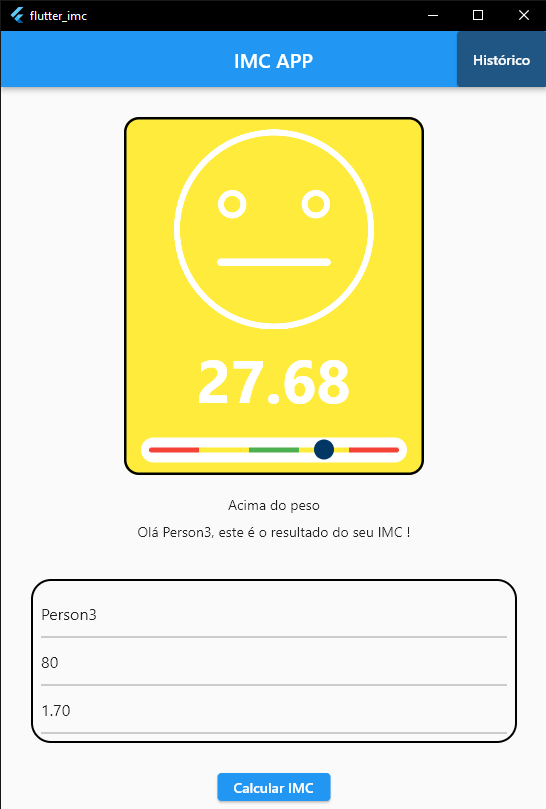 flutter_imc
IMC APP
Histórico
27.68
Acima do peso
Olá Person3, este é o resultado do seu IMC !
Person3
80
1.70
Calcular IMC